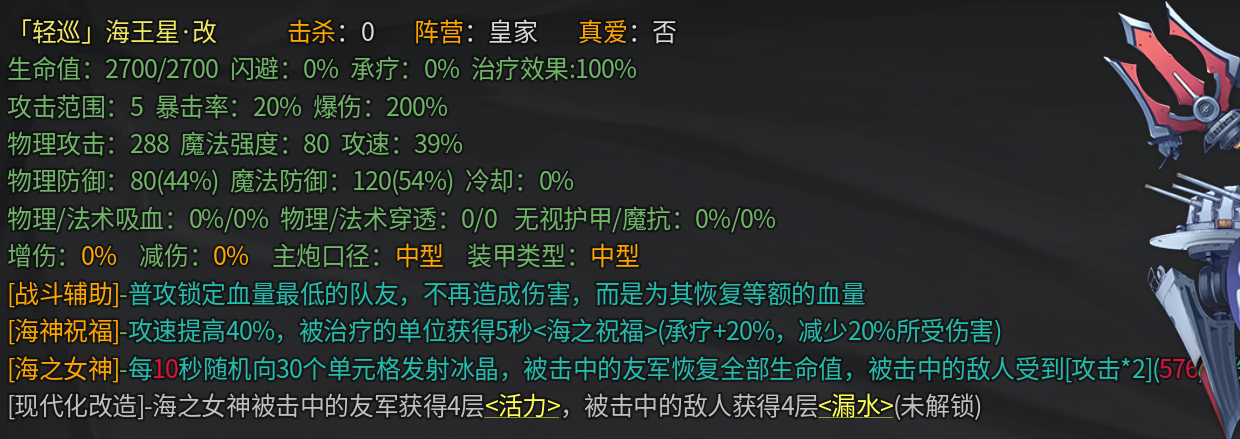 「轻巡」海王星·改 击杀：0 阵营：皇家 真爱：否
生命值：2700/2700 闪避：0% 承疗：0% 治疗效果:100%
攻击范围：5 暴击率：20% 爆伤：200%
物理攻击：288 魔法强度：80 攻速：39%
物理防御：80(44%) 魔法防御：120(54%) 冷却：0%
物理/法术吸血：0%/0% 物理/法术穿透：0/0 无视护甲/魔抗：0%/0%
增伤：0% 减伤：0% 主炮口径：中型 装甲类型：中型
[战斗辅助]-普攻锁定血量最低的队友，不再造成伤害，而是为其恢复等额的血量
[海神祝福]-攻速提高40%，被治疗的单位获得5秒<海之祝福>(承疗+20%，减少20%所受伤害)
[海之女神]-每10秒随机向30个单元格发射冰晶，被击中的友军恢复全部生命值，被击中的敌人受到[攻击*2](576
[现代化改造]-海之女神被击中的友军获得4层<活力>，被击中的敌人获得4层<漏水>(未解锁)